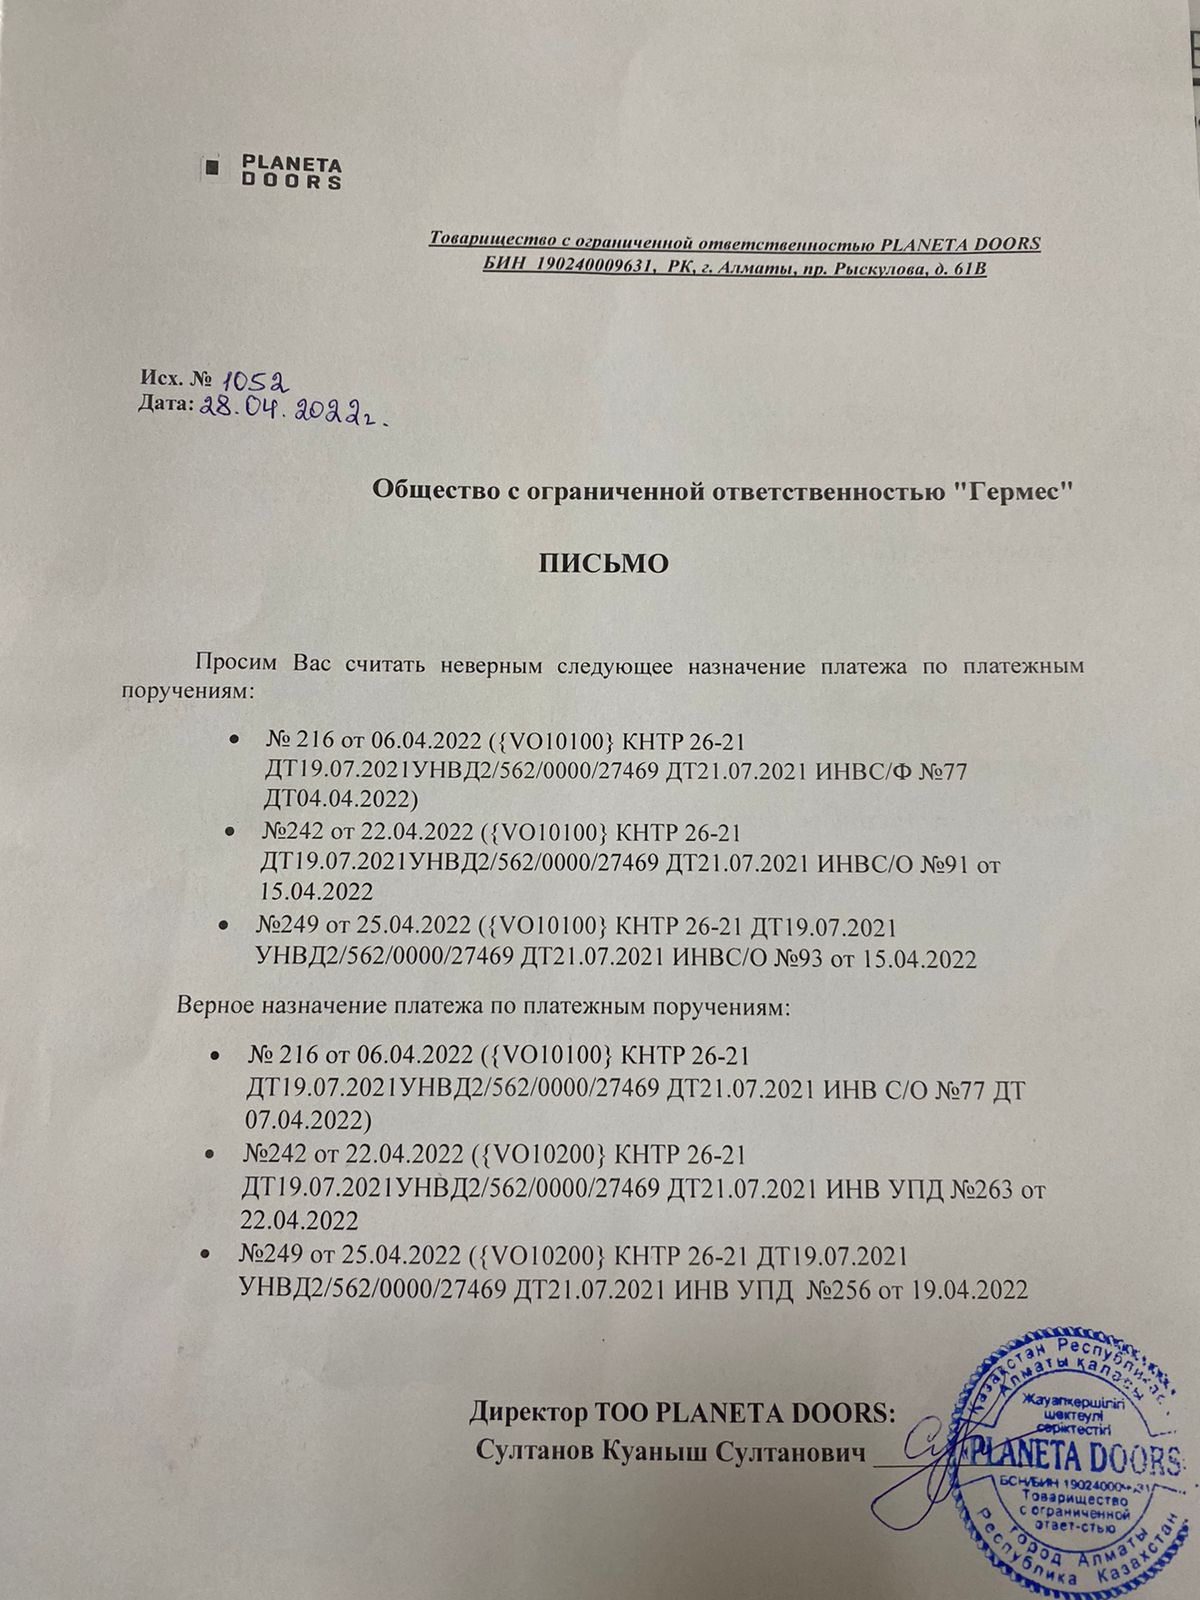 PLANETA
DOORS
Товарищество с ограниченной ответственностью PLANETA DOORS
БИН 190240009631, РК, г. Алматы, пр. Рыскулова, д. 61В
Исх. № 1052
Дата: 28.04.2022г.
Общество с ограниченной ответственностью "Гермес"
ПИСЬМО
Просим Вас считать неверным следующее назначение платежа по платежным
поручениям:
• № 216 от 06.04.2022 ({VO10100} КНТР 26-21
ДТ19.07.2021УНВД2/562/0000/27469 ДТ21.07.2021 ИНВС/Ф №77
ДТ04.04.2022)
• №242 от 22.04.2022 ({VO10100} КНТР 26-21
ДТ19.07.2021УНВД2/562/0000/27469 ДТ21.07.2021 ИНВС/О №91 от
15.04.2022
• №249 от 25.04.2022 ({VO10100} КНТР 26-21 ДТ19.07.2021
УНВД2/562/0000/27469 ДТ21.07.2021 ИНВС/О №93 от 15.04.2022
Верное назначение платежа по платежным поручениям:
• № 216 от 06.04.2022 ({VO10100} КНТР 26-21
ДТ19.07.2021УНВД2/562/0000/27469 ДТ21.07.2021 ИНВ С/О №77 ДТ
07.04.2022)
• №242 от 22.04.2022 ({VO10200} КНТР 26-21
ДТ19.07.2021УНВД2/562/0000/27469 ДТ21.07.2021 ИНВ УПД №263 от
22.04.2022
• №249 от 25.04.2022 ({VO10200} КНТР 26-21 ДТ19.07.2021
УНВД2/562/0000/27469 ДТ21.07.2021 ИНВ УПД №256 от 19.04.2022
Директор ТОО PLANETA DOORS:
Султанов Куаныш Султанович
Қазақстан Республикасы
Алматы қаласы
Жауапкершілігі
шектеулі
серіктестігі
«PLANETA DOORS»
БСН/БИН
Товарищество
с ограниченной
ответ-стью
город Алматы
Республика Казахстан